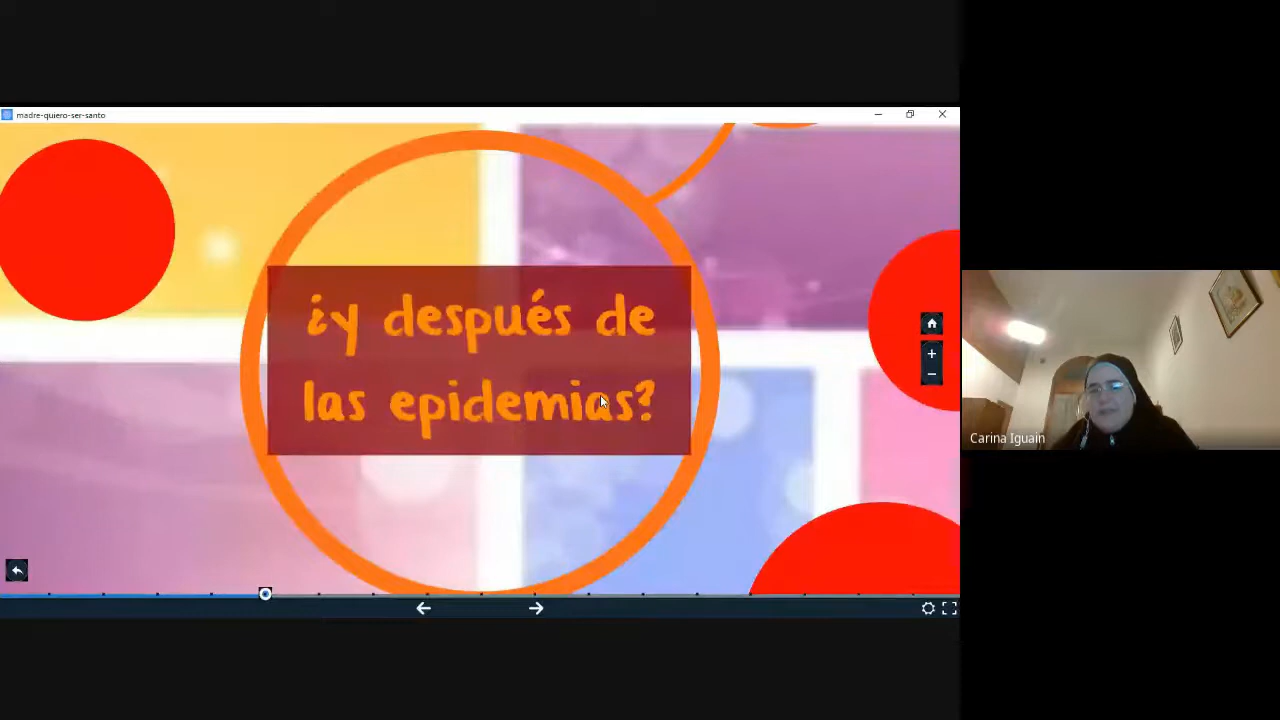 madre-quiero-ser-santo
¿y después de
las epidemias?
Carina Iguain